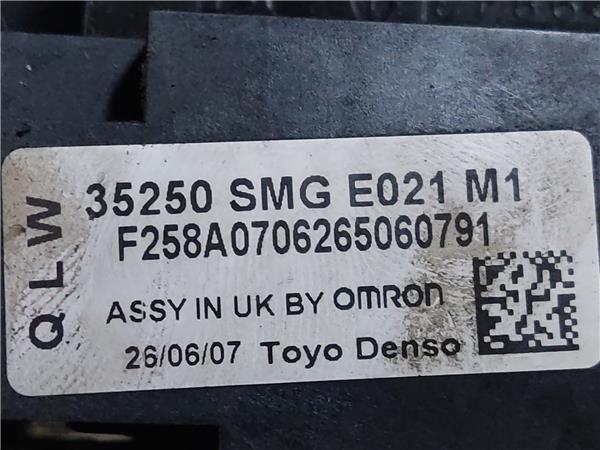 QLW
35250 SMG E021 M1
F258A0706265060791
ASSY IN UK BY OMRON
26/06/07 Toyo Denso